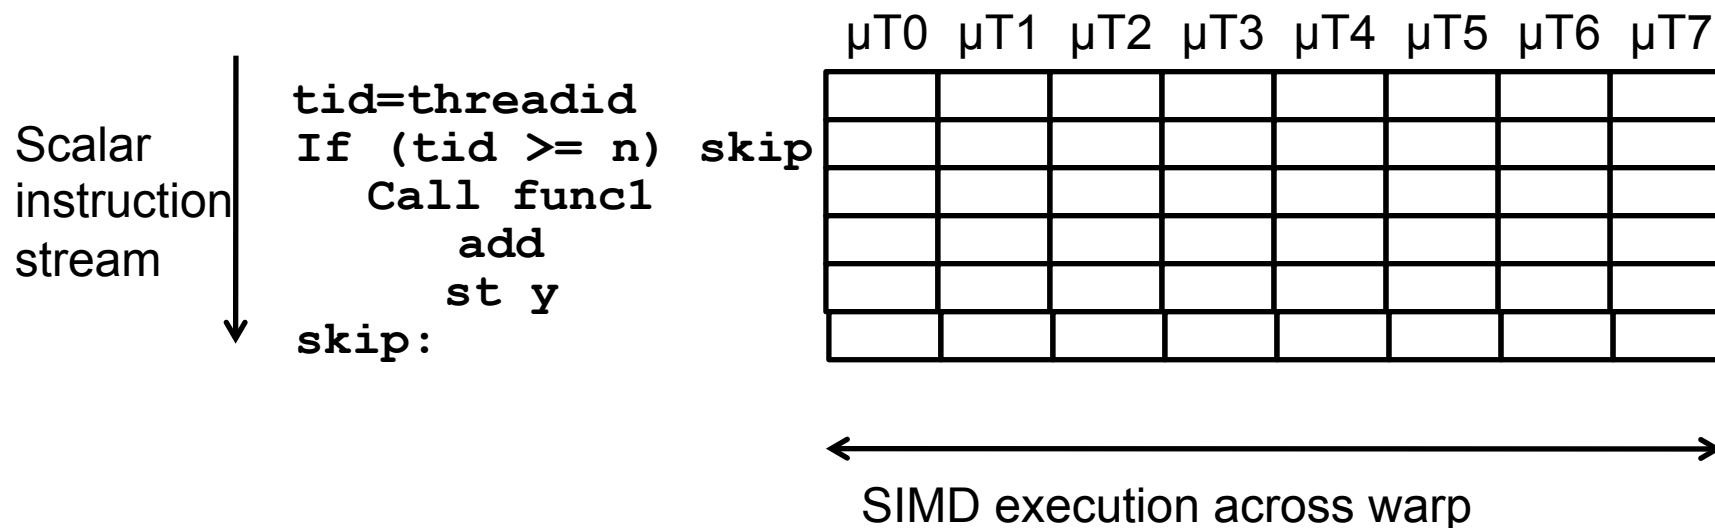 µT0 µT1 µT2 µT3 µT4 µT5 µT6 µT7
Scalar
instruction
stream
tid=threadid
If (tid >= n) skip
Call func1
add
st y
skip:
SIMD execution across warp